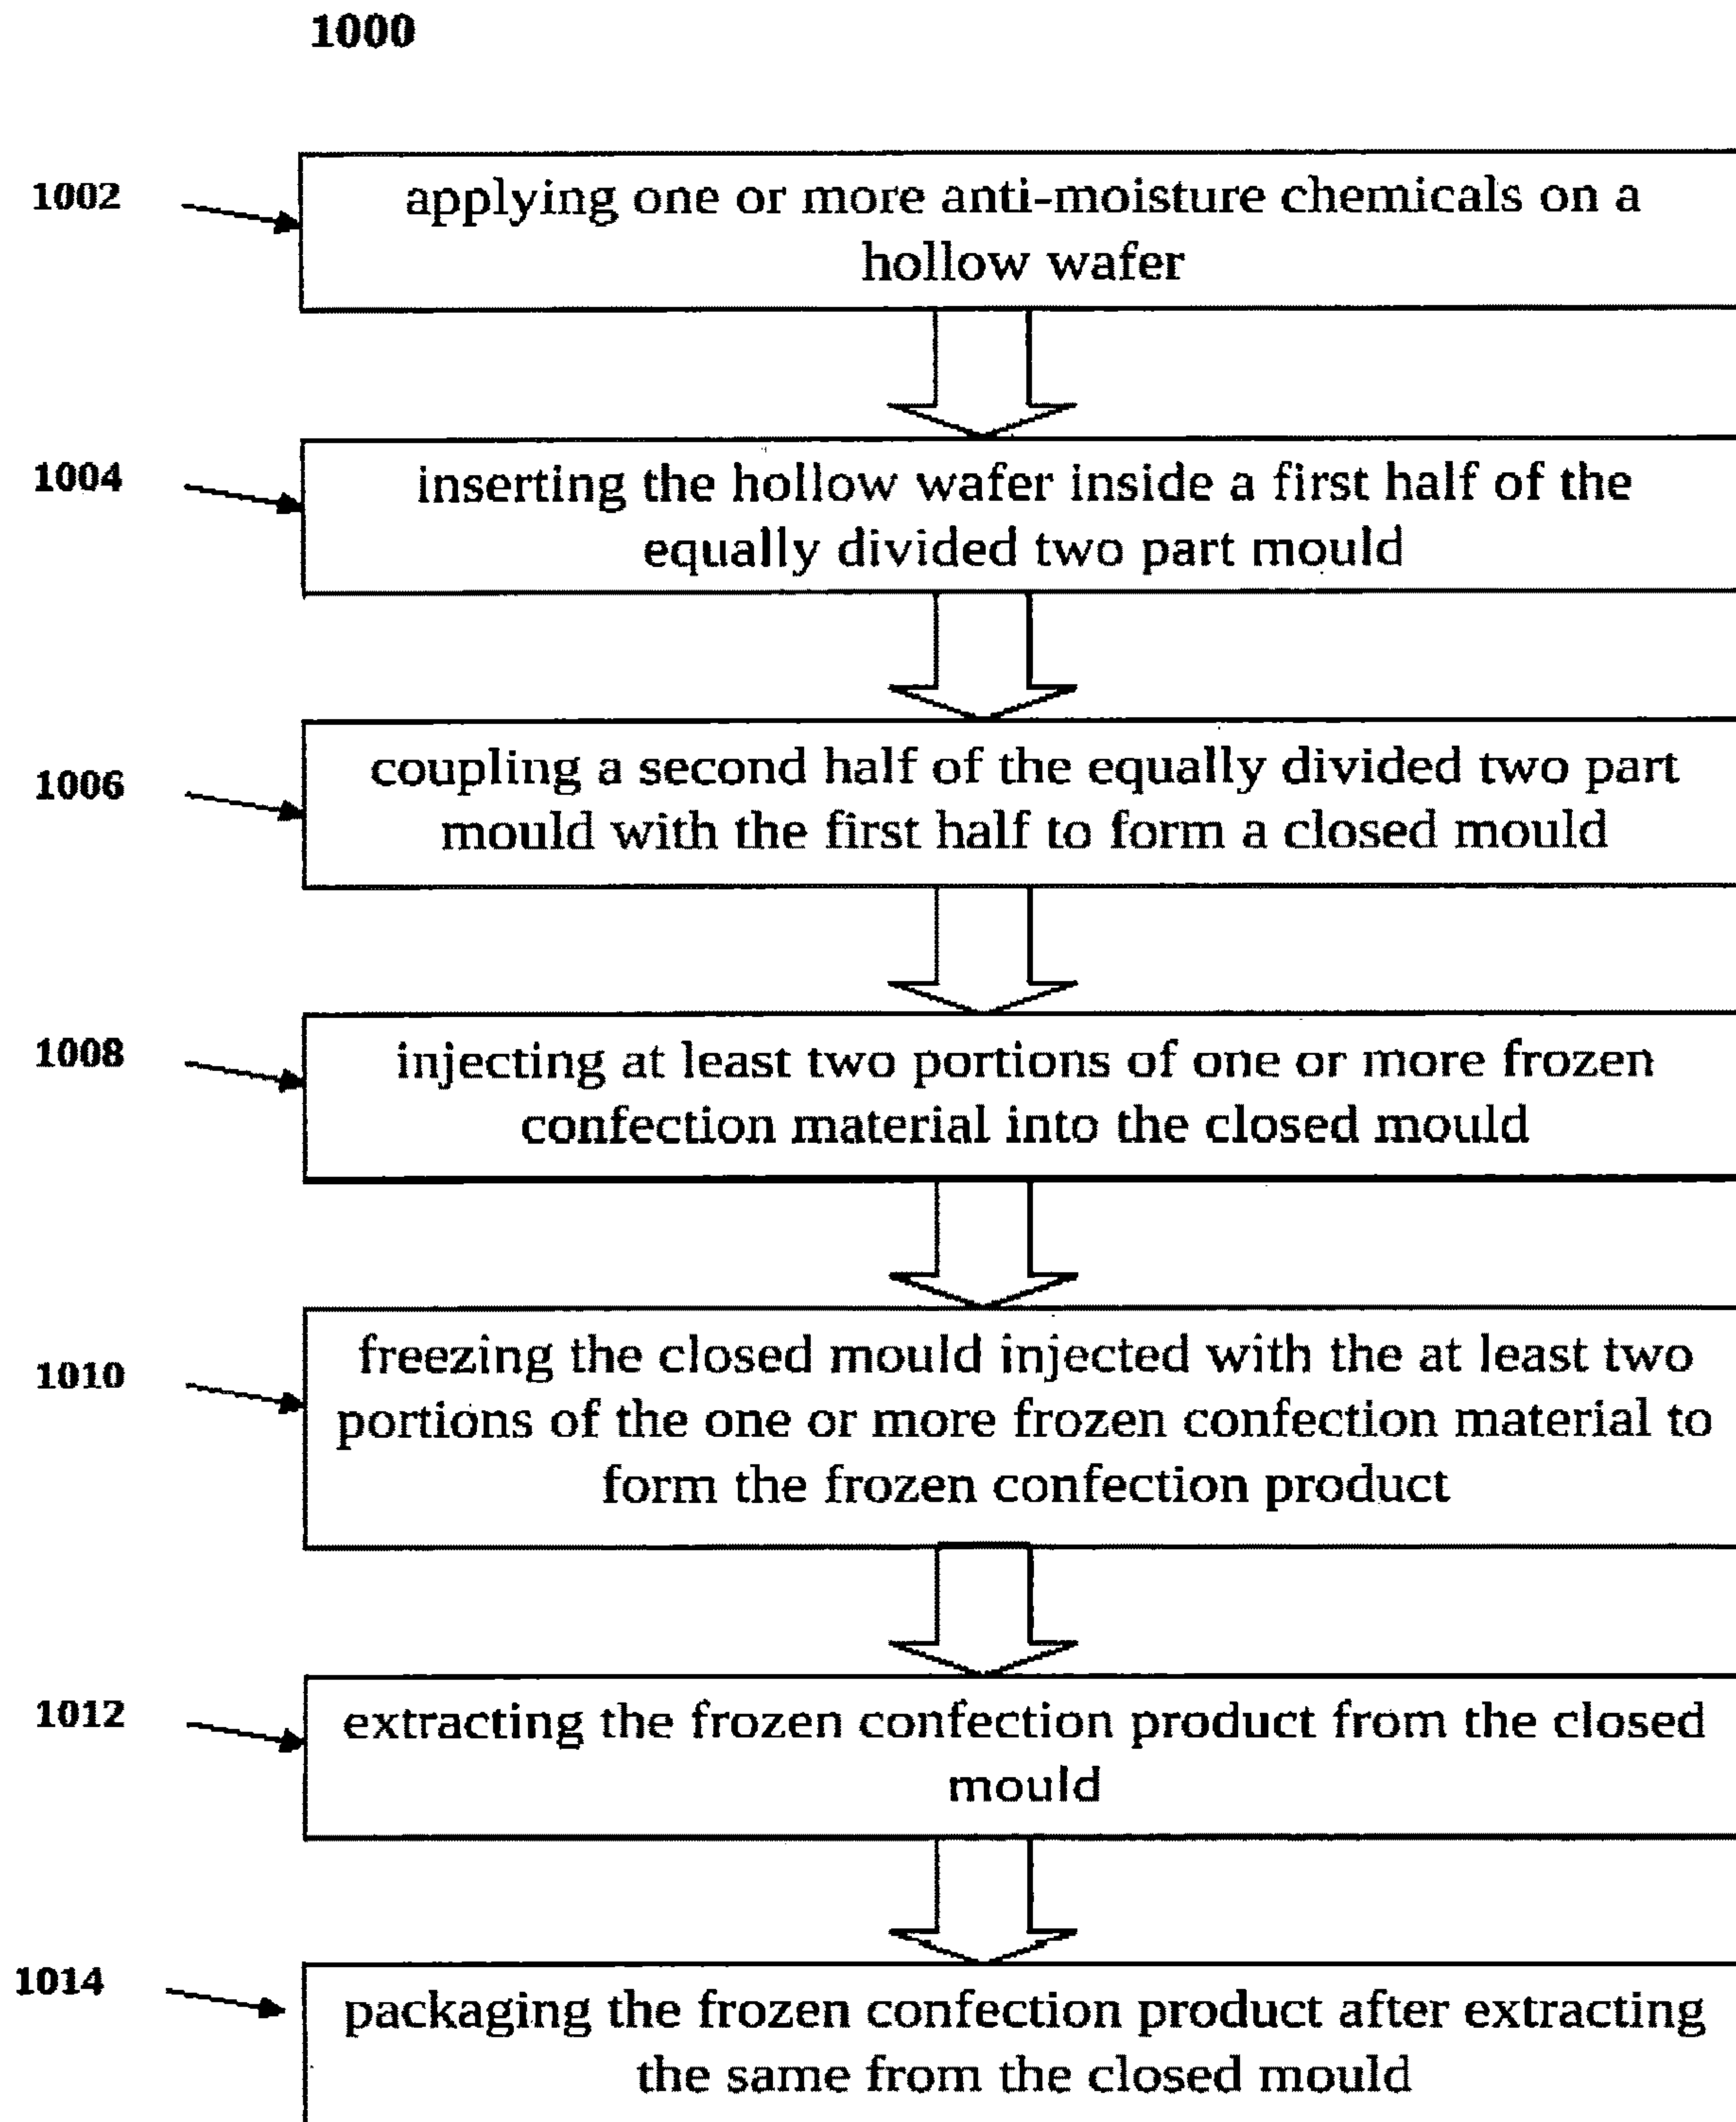 1000
1002
applying one or more anti-moisture chemicals on a
hollow wafer
1004
inserting the hollow wafer inside a first half of the
equally divided two part mould
1006
coupling a second half of the equally divided two part
mould with the first half to form a closed mould
1008
injecting at least two portions of one or more frozen
confection material into the closed mould
1010
freezing the closed mould injected with the at least two
portions of the one or more frozen confection material to
form the frozen confection product
1012
extracting the frozen confection product from the closed
mould
1014
packaging the frozen confection product after extracting
the same from the closed mould